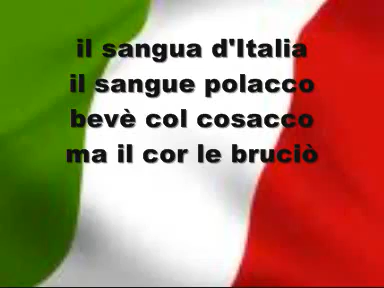 il sangua d'Italia
il sangue polacco
bevè col cosacco
ma il cor le bruciò